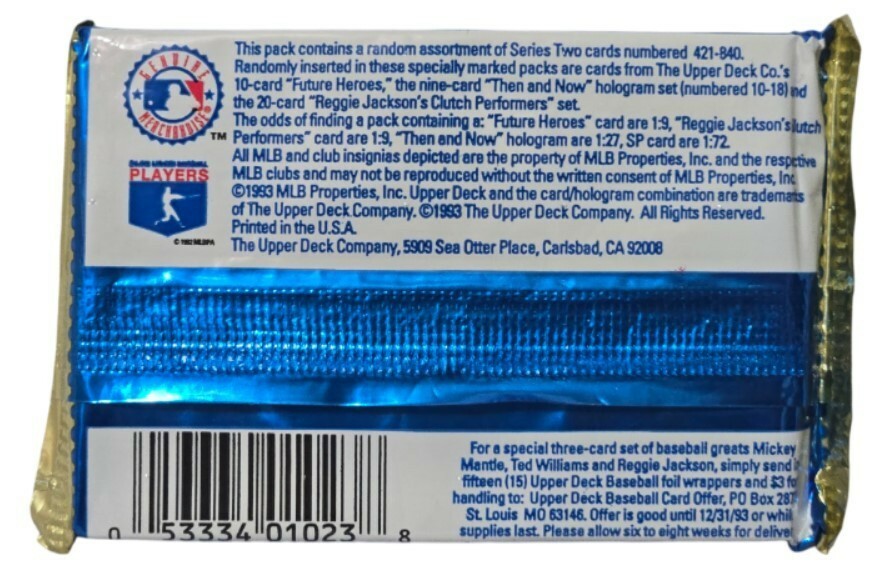 This pack contains a random assortment of Series Two cards numbered 421-840.
Randomly inserted in these specially marked packs are cards from The Upper Deck Co.'s
10-card "Future Heroes," the nine-card "Then and Now" hologram set (numbered 10-18) nd
the 20-card "Reggie Jackson's Clutch Performers" set.
The odds of finding a pack containing a: "Future Heroes" card are 1:9, "Reggie Jackson's lutch
Performers" card are 1:9, "Then and Now" hologram are 1:27, SP card are 1:72.
All MLB and club insignias depicted are the property of MLB Properties, Inc. and the respective
MLB clubs and may not be reproduced without the written consent of MLB Properties, Inc
©1993 MLB Properties, Inc. Upper Deck and the card/hologram combination are trademarks
of The Upper Deck Company. ©1993 The Upper Deck Company. All Rights Reserved.
Printed in the U.S.A.
The Upper Deck Company, 5909 Sea Otter Place, Carlsbad, CA 92008
GENUINE
MERCHANDISE
TM
PLAYERS
For a special three-card set of baseball greats Mickey
Mantle, Ted Williams and Reggie Jackson, simply send
fifteen (15) Upper Deck Baseball foil wrappers and $3 fo
handling to: Upper Deck Baseball Card Offer, PO Box 287
St. Louis MO 63146. Offer is good until 12/31/93 or whil
supplies last. Please allow six to eight weeks for delive
0 53334 01023 8